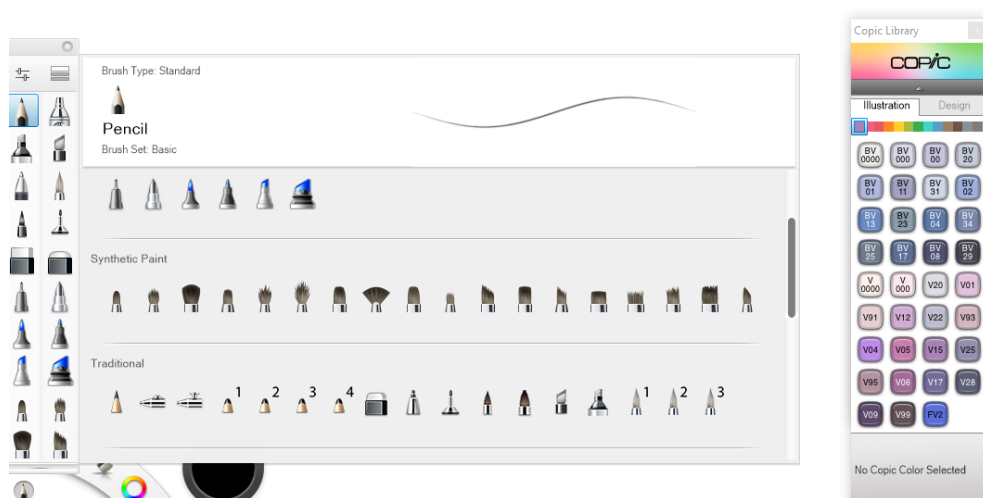 Copic Library
COPIC
Illustration Design
Brush Type: Standard
Pencil
Brush Set: Basic
Synthetic Paint
Traditional
1 2 3 4 1 2 3
BV 0000 BV 000 BV 00 BV 20
BV 01 BV 11 BV 31 BV 02
BV 13 BV 23 BV 04 BV 34
BV 25 BV 17 BV 08 BV 29
V 0000 V 000 V20 V01
V91 V12 V22 V93
V04 V05 V15 V25
V95 V06 V17 V28
V09 V99 FV2
No Copic Color Selected